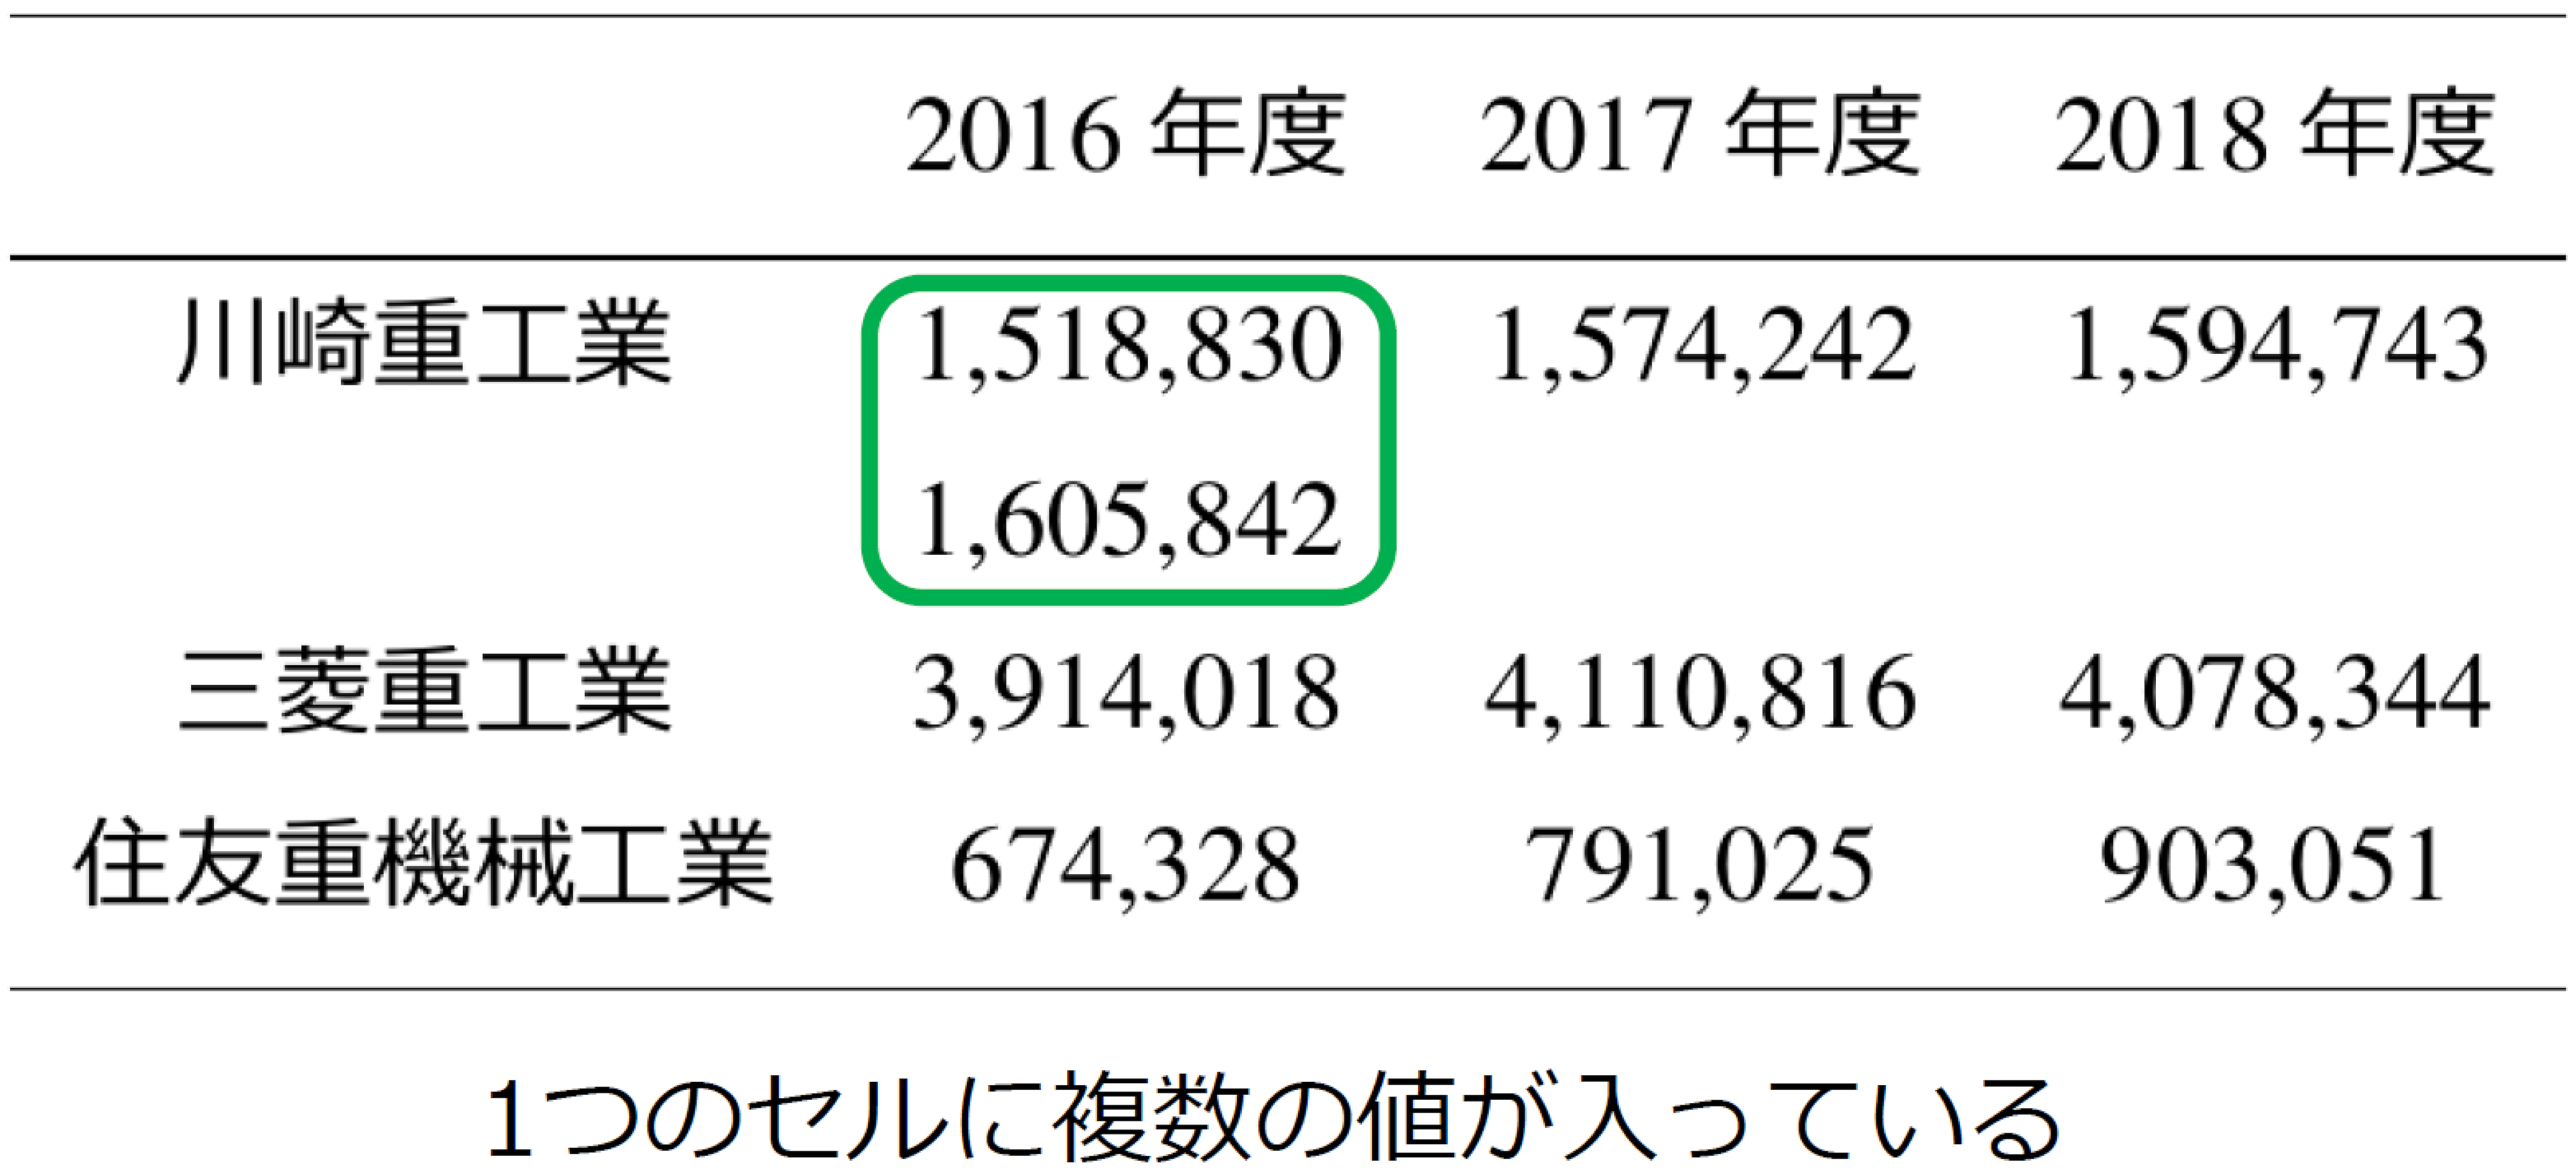 2016 年度 2017 年度 2018 年度
川崎重工業 1,518,830 1,574,242 1,594,743
1,605,842
三菱重工業 3,914,018 4,110,816 4,078,344
住友重機械工業 674,328 791,025 903,051
1つのセルに複数の値が入っている